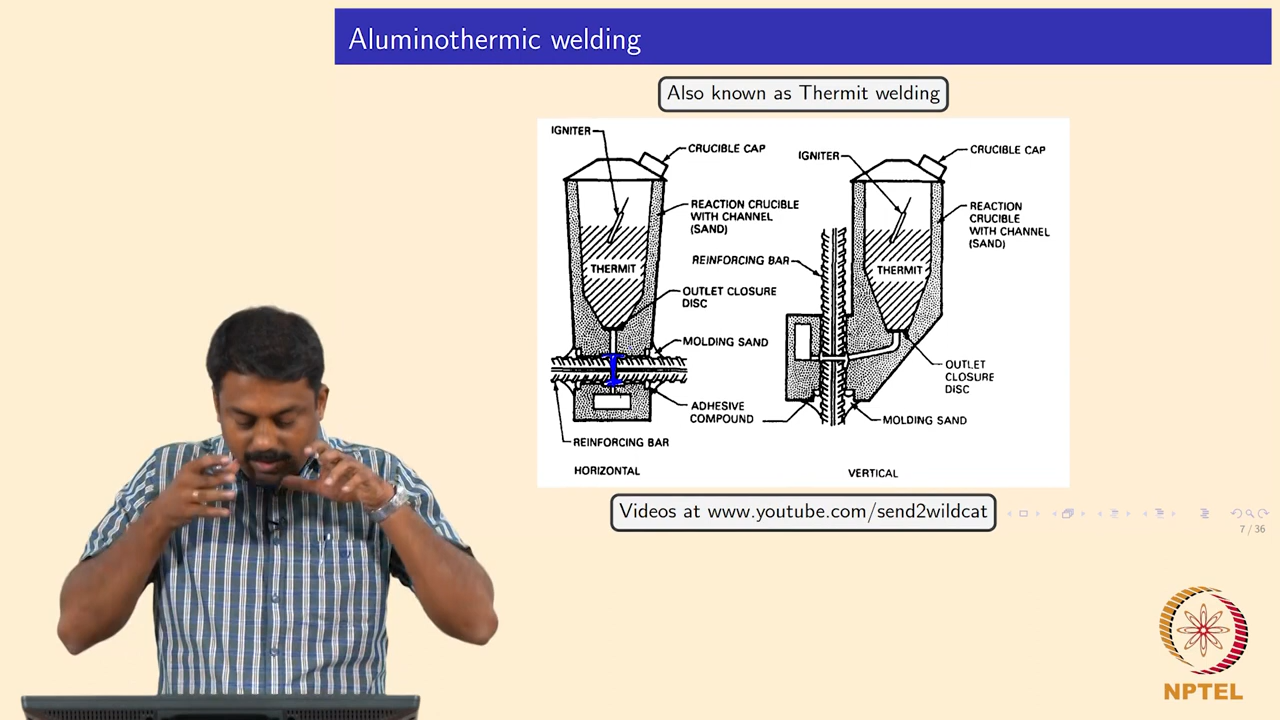 Aluminothermic welding
Also known as Thermit welding
IGNITER
CRUCIBLE CAP
REACTION CRUCIBLE
WITH CHANNEL
(SAND)
THERMIT
OUTLET CLOSURE
DISC
MOLDING SAND
ADHESIVE
COMPOUND
REINFORCING BAR
HORIZONTAL
IGNITER
CRUCIBLE CAP
REACTION
CRUCIBLE
WITH CHANNEL
(SAND)
REINFORCING BAR
THERMIT
OUTLET
CLOSURE
DISC
MOLDING SAND
VERTICAL
Videos at www.youtube.com/send2wildcat
7 / 36
NPTEL